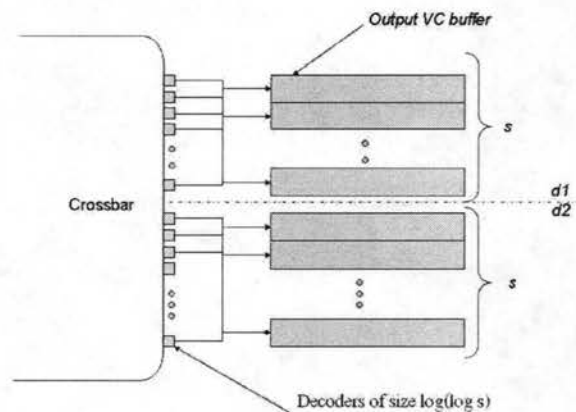 Output VC buffer
s
Crossbar
d1
d2
s
Decoders of size log(log s)